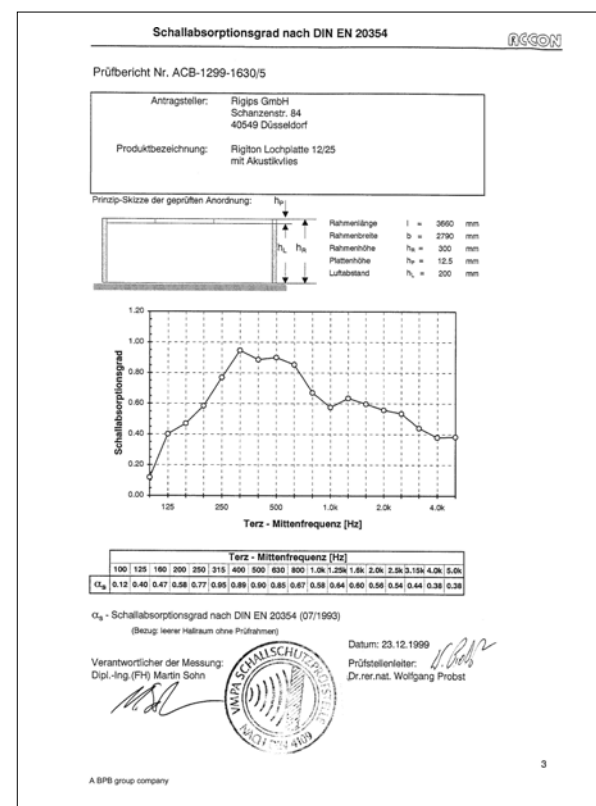 Schallabsorptionsgrad nach DIN EN 20354
ACCON
Prüfbericht Nr. ACB-1299-1630/5
Antragsteller: Rigips GmbH
Schanzenstr. 84
40549 Düsseldorf
Produktbezeichnung: Rigiton Lochplatte 12/25
mit Akustikvlies
Prinzip-Skizze der geprüften Anordnung:
hP
hL hR
Rahmenlänge l = 3660 mm
Rahmenbreite b = 2790 mm
Rahmenhöhe hR = 300 mm
Plattenhöhe hP = 12.5 mm
Luftabstand hL = 200 mm
Schallabsorptionsgrad
1.20
1.00
0.80
0.60
0.40
0.20
0.00
125 250 500 1.0k 2.0k 4.0k
Terz - Mittenfrequenz [Hz]
Terz - Mittenfrequenz [Hz]
100 125 160 200 250 315 400 500 630 800 1.0k 1.25k 1.6k 2.0k 2.5k 3.15k 4.0k 5.0k
αs 0.12 0.40 0.47 0.58 0.77 0.95 0.89 0.90 0.85 0.67 0.58 0.64 0.60 0.56 0.54 0.44 0.38 0.38
αs - Schallabsorptionsgrad nach DIN EN 20354 (07/1993)
(Bezug: leerer Hallraum ohne Prüfrahmen)
Datum: 23.12.1999
Verantwortlicher der Messung:
Dipl.-Ing.(FH) Martin Sohn
Prüfstellenleiter:
Dr.rer.nat. Wolfgang Probst
VMPA SCHALLSCHUTZPRÜFSTELLE
NACH DIN 4109
3
A BPB group company